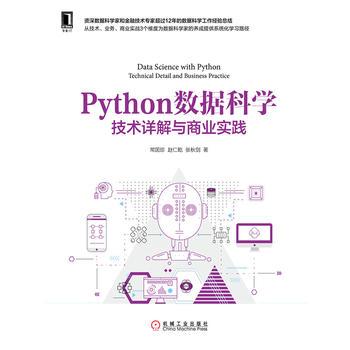 资深数据科学家和金融技术专家超过12年的数据科学工作经验总结
从技术、业务、商业实战3个维度为数据科学家的养成提供系统化学习路径
Data Science with Python
Technical Detail and Business Practice
Python数据科学
技术详解与商业实践
常国珍 赵仁乾 张秋剑 著
机械工业出版社
CHINA MACHINE PRESS